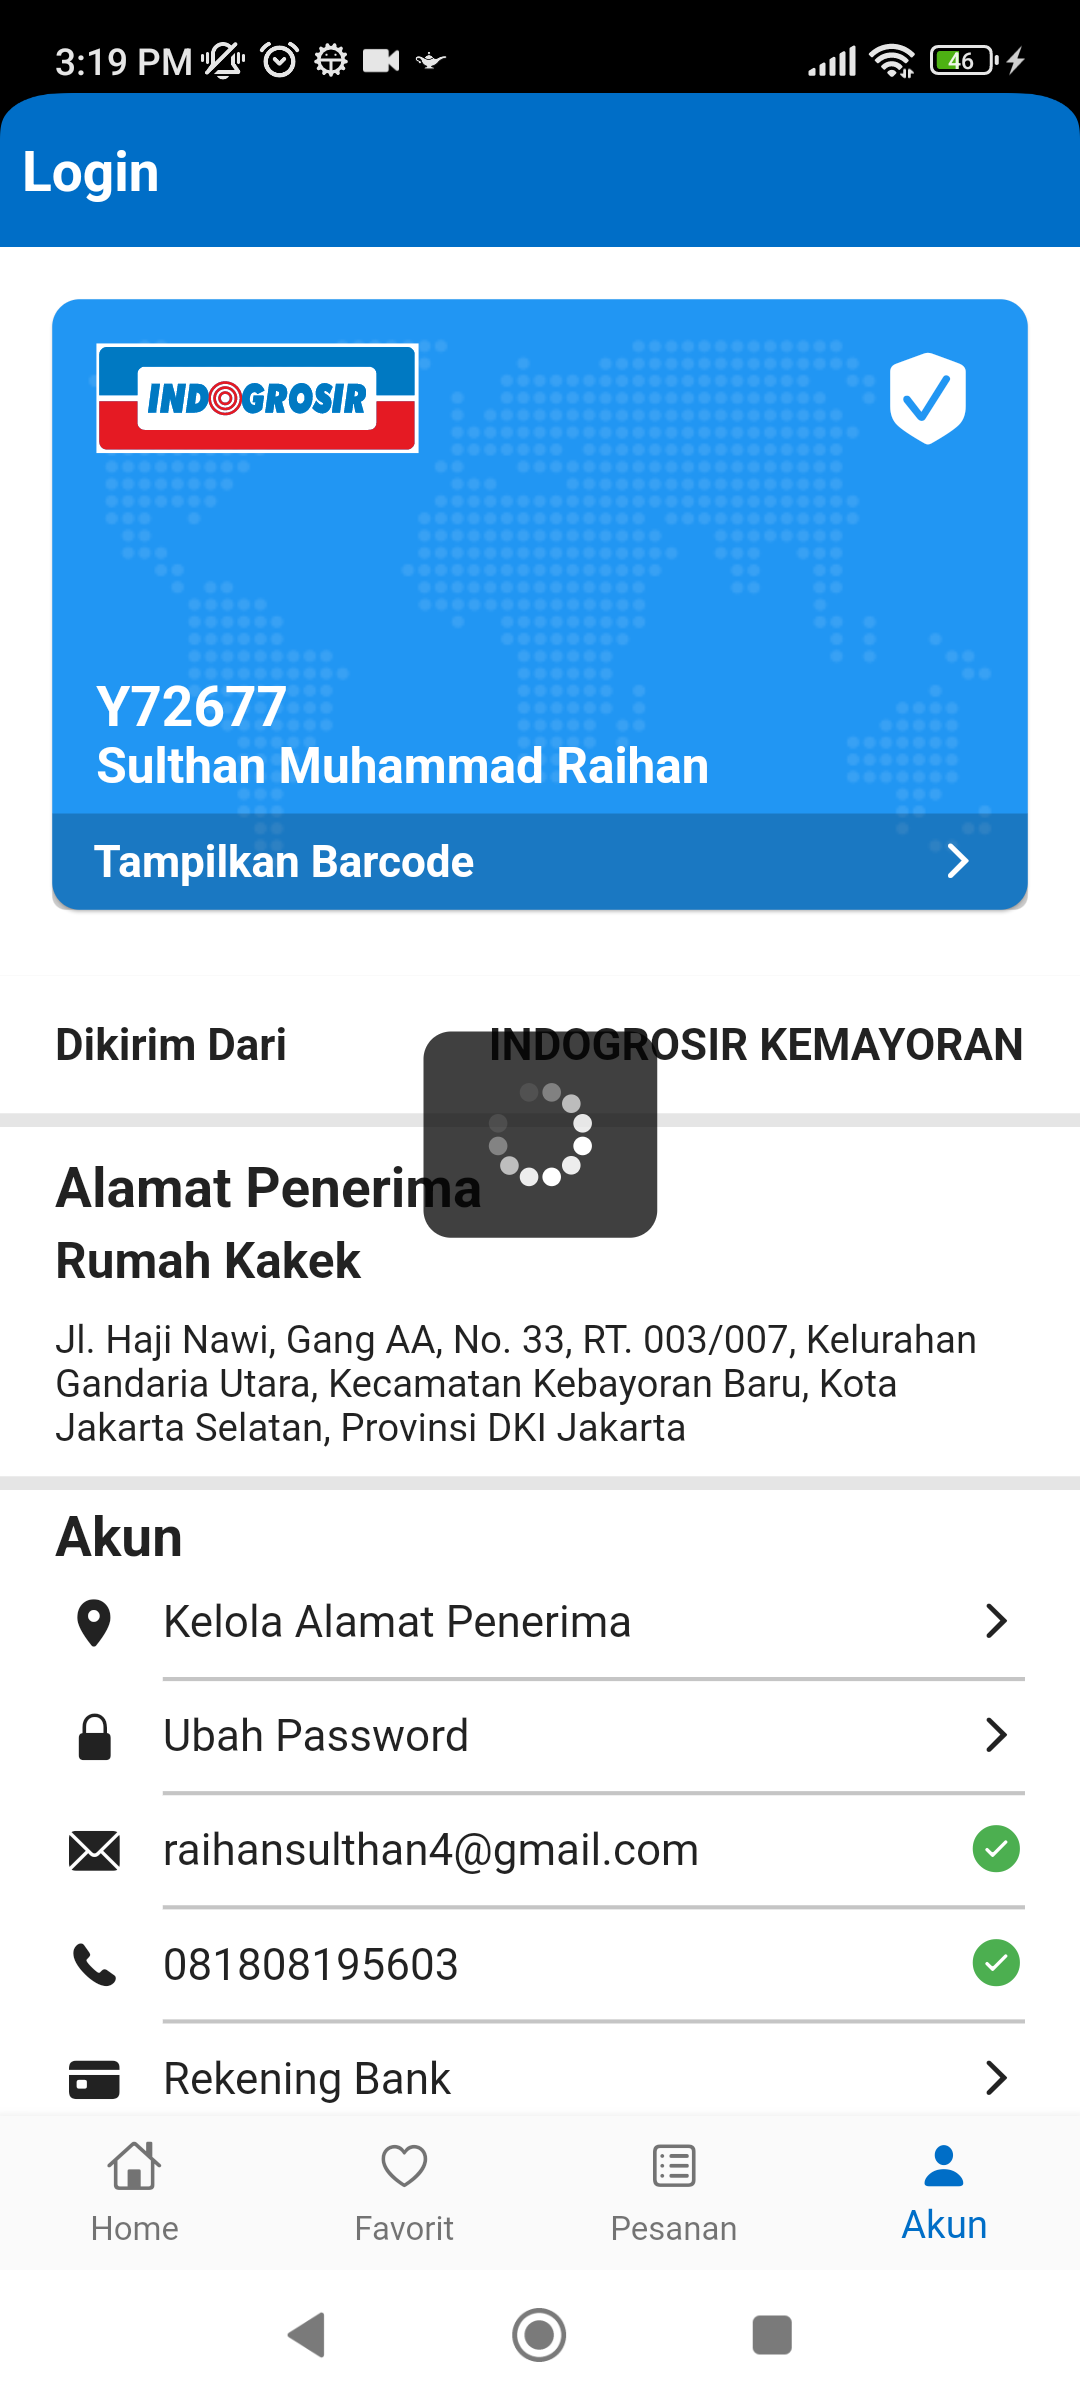 3:19 PM
46
Login
INDOGROSIR
Y72677
Sulthan Muhammad Raihan
Tampilkan Barcode
Dikirim Dari
INDOGROSIR KEMAYORAN
Alamat Penerima
Rumah Kakek
Jl. Haji Nawi, Gang AA, No. 33, RT. 003/007, Kelurahan
Gandaria Utara, Kecamatan Kebayoran Baru, Kota
Jakarta Selatan, Provinsi DKI Jakarta
Akun
Kelola Alamat Penerima
Ubah Password
raihansulthan4@gmail.com
081808195603
Rekening Bank
Home
Favorit
Pesanan
Akun